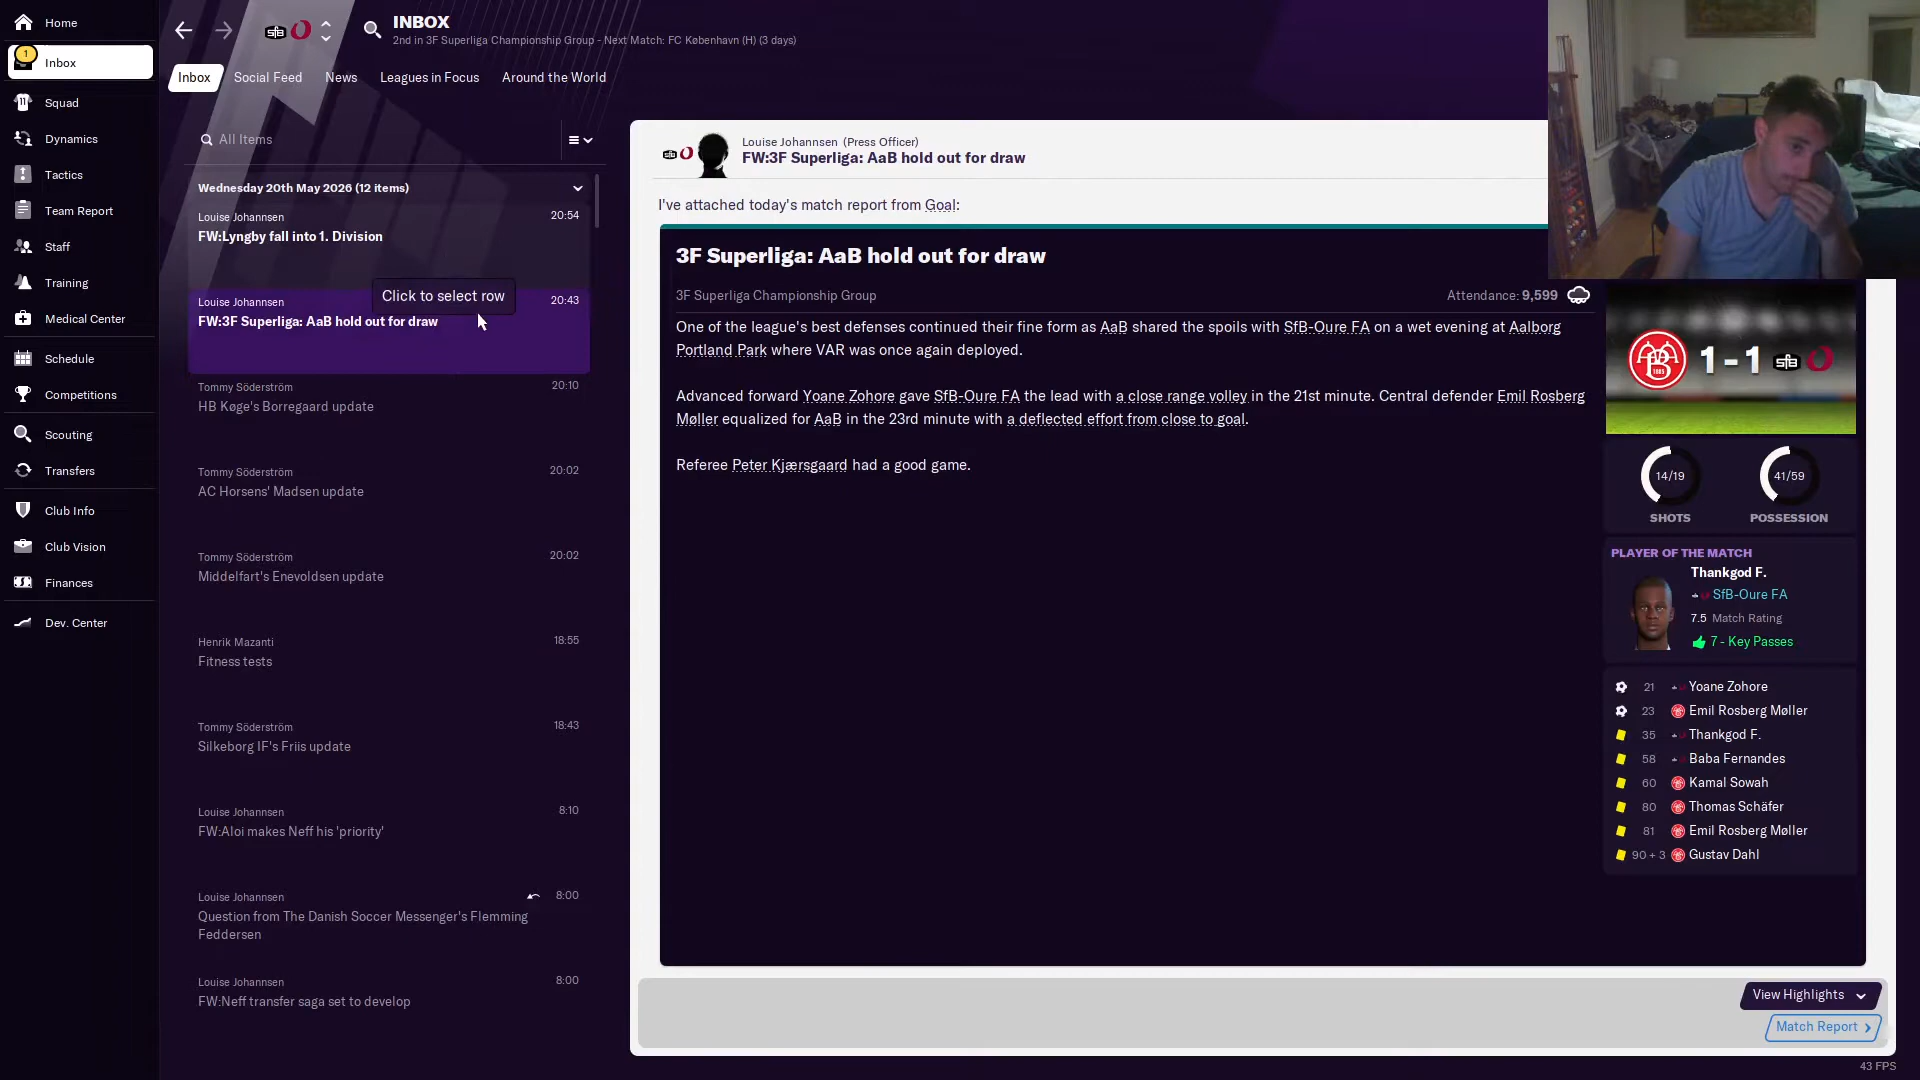 Home
Inbox
1
Squad
Dynamics
Tactics
Team Report
Staff
Training
Medical Center
Schedule
Competitions
Scouting
Transfers
Club Info
Club Vision
Finances
Dev. Center
INBOX
2nd in 3F Superliga Championship Group - Next Match: FC København (H) (3 days)
Inbox
Social Feed
News
Leagues in Focus
Around the World
All Items
Wednesday 20th May 2026 (12 items)
Louise Johannsen
20:54
FW:Lyngby fall into 1. Division
Click to select row
Louise Johannsen
20:43
FW:3F Superliga: AaB hold out for draw
Tommy Söderström
20:10
HB Køge's Borregaard update
Tommy Söderström
20:02
AC Horsens' Madsen update
Tommy Söderström
20:02
Middelfart's Enevoldsen update
Henrik Mazanti
18:55
Fitness tests
Tommy Söderström
18:43
Silkeborg IF's Friis update
Louise Johannsen
8:10
FW:Aloi makes Neff his 'priority'
Louise Johannsen
8:00
Question from The Danish Soccer Messenger's Flemming
Feddersen
Louise Johannsen
8:00
FW:Neff transfer saga set to develop
Louise Johannsen (Press Officer)
FW:3F Superliga: AaB hold out for draw
I've attached today's match report from Goal:
3F Superliga: AaB hold out for draw
3F Superliga Championship Group
Attendance: 9,599
One of the league's best defenses continued their fine form as AaB shared the spoils with SfB-Oure FA on a wet evening at Aalborg
Portland Park where VAR was once again deployed.
Advanced forward Yoane Zohore gave SfB-Oure FA the lead with a close range volley in the 21st minute. Central defender Emil Rosberg
Møller equalized for AaB in the 23rd minute with a deflected effort from close to goal.
Referee Peter Kjærsgaard had a good game.
1 - 1
14/19
SHOTS
41/59
POSSESSION
PLAYER OF THE MATCH
Thankgod F.
SfB-Oure FA
7.5 Match Rating
7 - Key Passes
21 Yoane Zohore
23 Emil Rosberg Møller
35 Thankgod F.
58 Baba Fernandes
60 Kamal Sowah
80 Thomas Schäfer
81 Emil Rosberg Møller
90 + 3 Gustav Dahl
View Highlights
Match Report
43 FPS